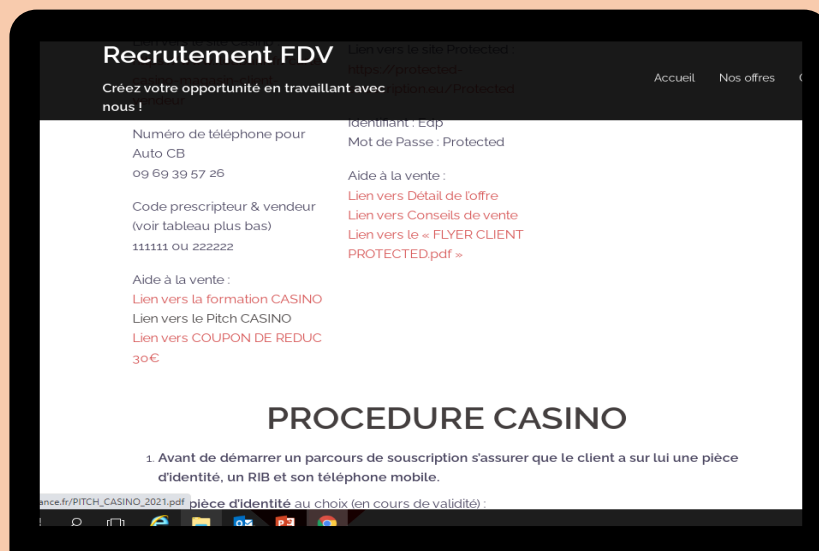 Recrutement FDV
Créez votre opportunité en travaillant avec
nous !
Accueil Nos offres
Lien vers le site Protected :
https://protected-
Numéro de téléphone pour
Auto CB
09 69 39 57 26
Code prescripteur & vendeur
(voir tableau plus bas)
111111 ou 222222
Aide à la vente :
Lien vers la formation CASINO
Lien vers le Pitch CASINO
Lien vers COUPON DE REDUC
30€
Identifiant : Edp
Mot de Passe : Protected
Aide à la vente :
Lien vers Détail de l'offre
Lien vers Conseils de vente
Lien vers le « FLYER CLIENT
PROTECTED.pdf »
PROCEDURE CASINO
1. Avant de démarrer un parcours de souscription s'assurer que le client a sur lui une pièce
d'identité, un RIB et son téléphone mobile.
pièce d'identité au choix (en cours de validité) :
ance.fr/PITCH_CASINO_2021.pdf